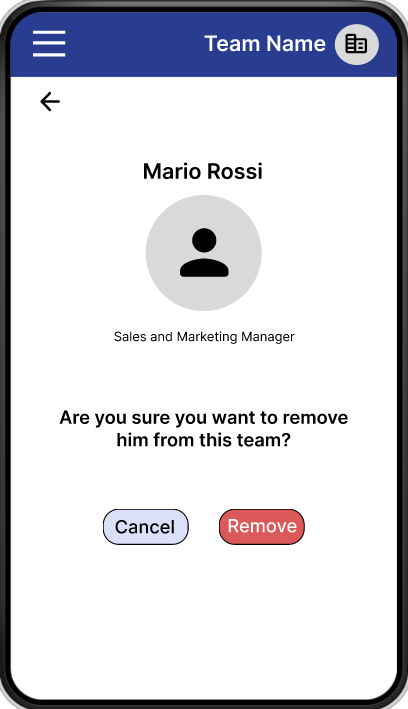 Team Name
Mario Rossi
Sales and Marketing Manager
Are you sure you want to remove
him from this team?
Cancel Remove